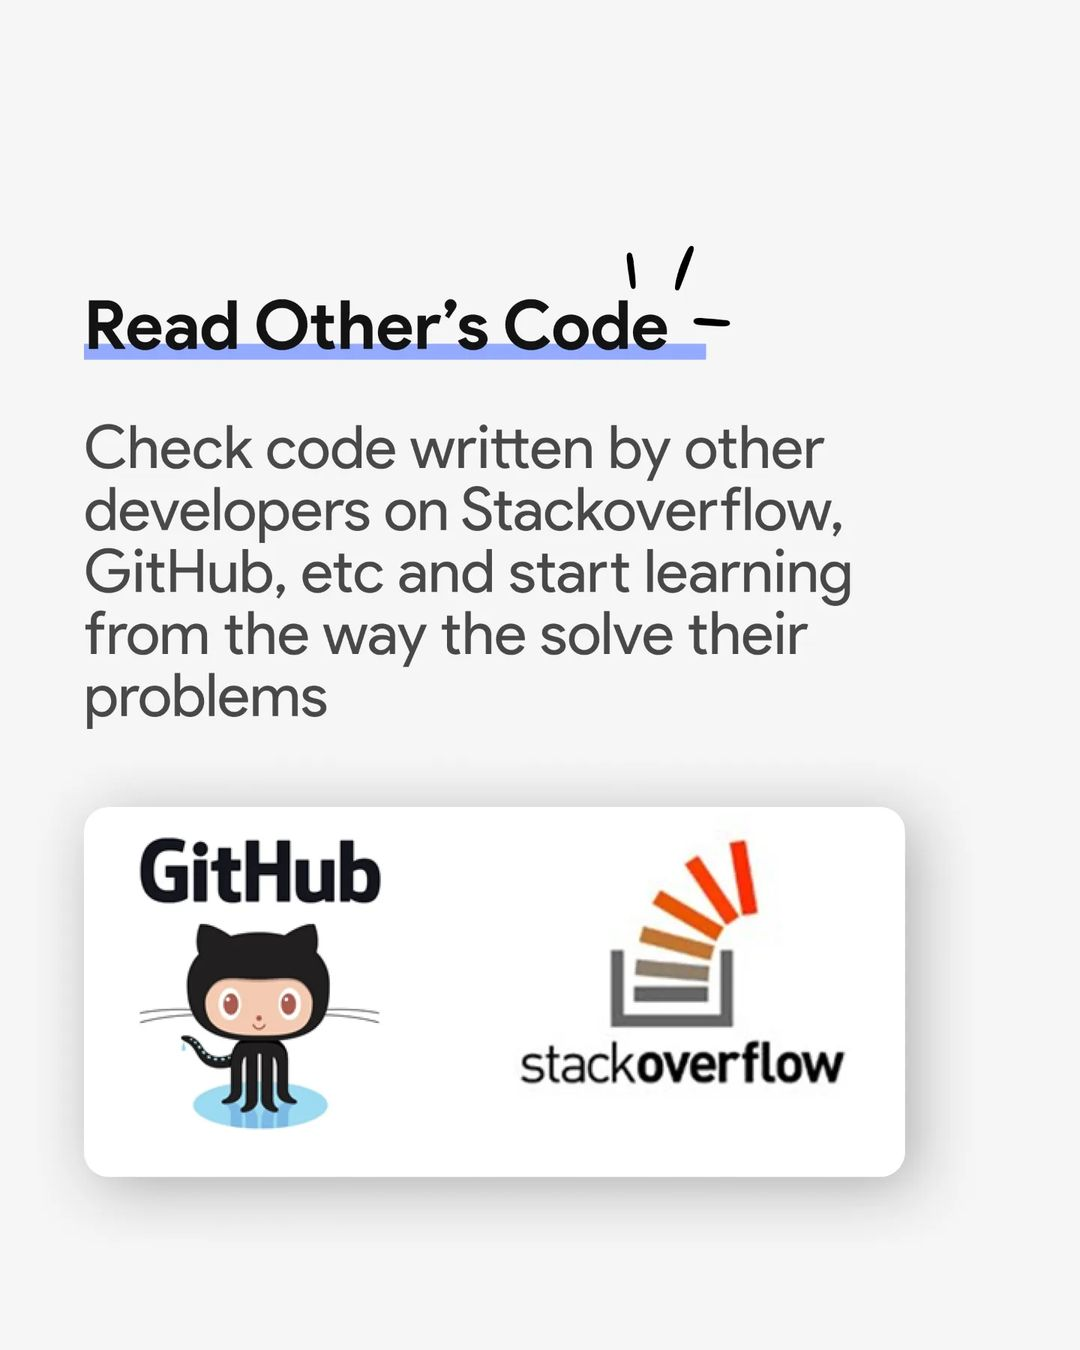 Read Other’s Code
Check code written by other
developers on Stackoverflow,
GitHub, etc and start learning
from the way the solve their
problems
GitHub
stackoverflow